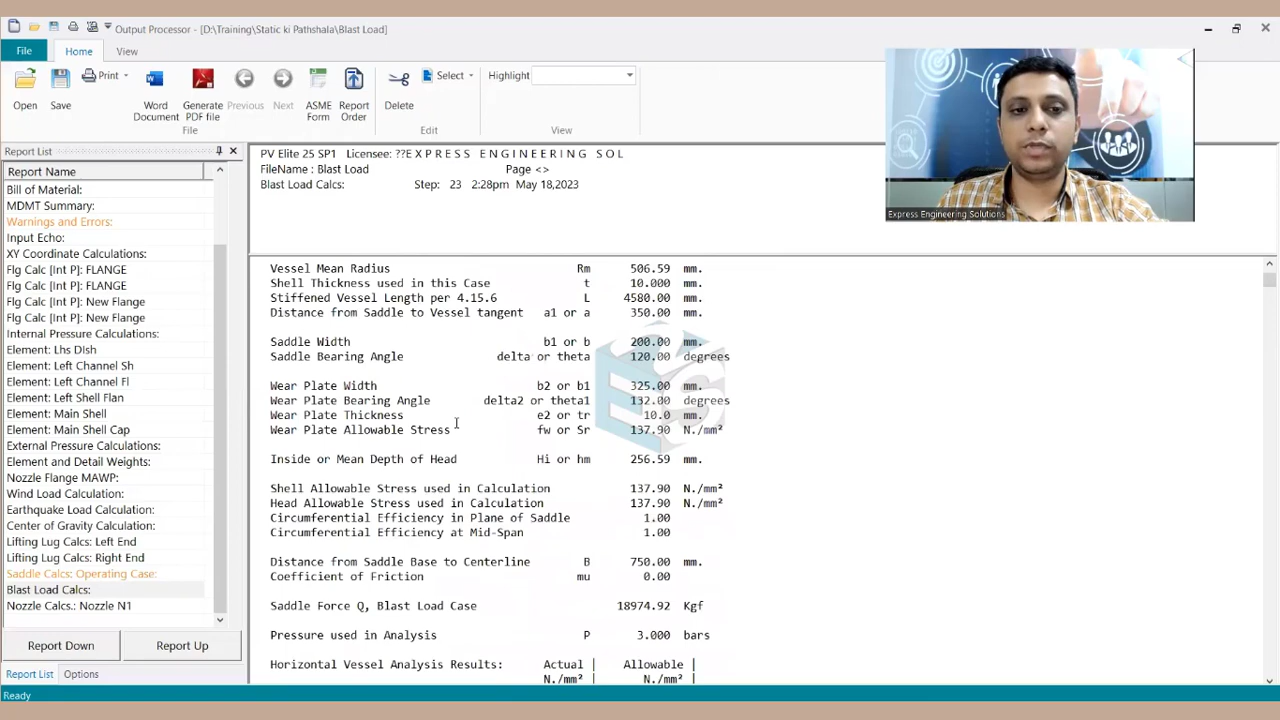 Output Processor - [D:\Training\Static ki Pathshala\Blast Load]
File Home View
Open Save Print Word Document Generate PDF file Previous Next ASME Form Report Order Delete Select Highlight
File Edit View
Report List
Report Name
Bill of Material:
MDMT Summary:
Warnings and Errors:
Input Echo:
XY Coordinate Calculations:
Flg Calc [Int P]: FLANGE
Flg Calc [Int P]: FLANGE
Flg Calc [Int P]: New Flange
Flg Calc [Int P]: New Flange
Internal Pressure Calculations:
Element: Lhs DIsh
Element: Left Channel Sh
Element: Left Channel Fl
Element: Left Shell Flan
Element: Main Shell
Element: Main Shell Cap
External Pressure Calculations:
Element and Detail Weights:
Nozzle Flange MAWP:
Wind Load Calculation:
Earthquake Load Calculation:
Center of Gravity Calculation:
Lifting Lug Calcs: Left End
Lifting Lug Calcs: Right End
Saddle Calcs: Operating Case:
Blast Load Calcs:
Nozzle Calcs.: Nozzle N1
Report Down Report Up
Report List Options
Ready
PV Elite 25 SP1 Licensee: ??E X P R E S S E N G I N E E R I N G S O L
FileName : Blast Load Page <>
Blast Load Calcs: Step: 23 2:28pm May 18,2023
Express Engineering Solutions
Vessel Mean Radius Rm 506.59 mm.
Shell Thickness used in this Case t 10.000 mm.
Stiffened Vessel Length per 4.15.6 L 4580.00 mm.
Distance from Saddle to Vessel tangent a1 or a 350.00 mm.
Saddle Width b1 or b 200.00 mm.
Saddle Bearing Angle delta or theta 120.00 degrees
Wear Plate Width b2 or b1 325.00 mm.
Wear Plate Bearing Angle delta2 or theta1 132.00 degrees
Wear Plate Thickness e2 or tr 10.0 mm.
Wear Plate Allowable Stress fw or Sr 137.90 N./mm²
Inside or Mean Depth of Head Hi or hm 256.59 mm.
Shell Allowable Stress used in Calculation 137.90 N./mm²
Head Allowable Stress used in Calculation 137.90 N./mm²
Circumferential Efficiency in Plane of Saddle 1.00
Circumferential Efficiency at Mid-Span 1.00
Distance from Saddle Base to Centerline B 750.00 mm.
Coefficient of Friction mu 0.00
Saddle Force Q, Blast Load Case 18974.92 Kgf
Pressure used in Analysis P 3.000 bars
Horizontal Vessel Analysis Results: Actual | Allowable |
N./mm² | N./mm² |